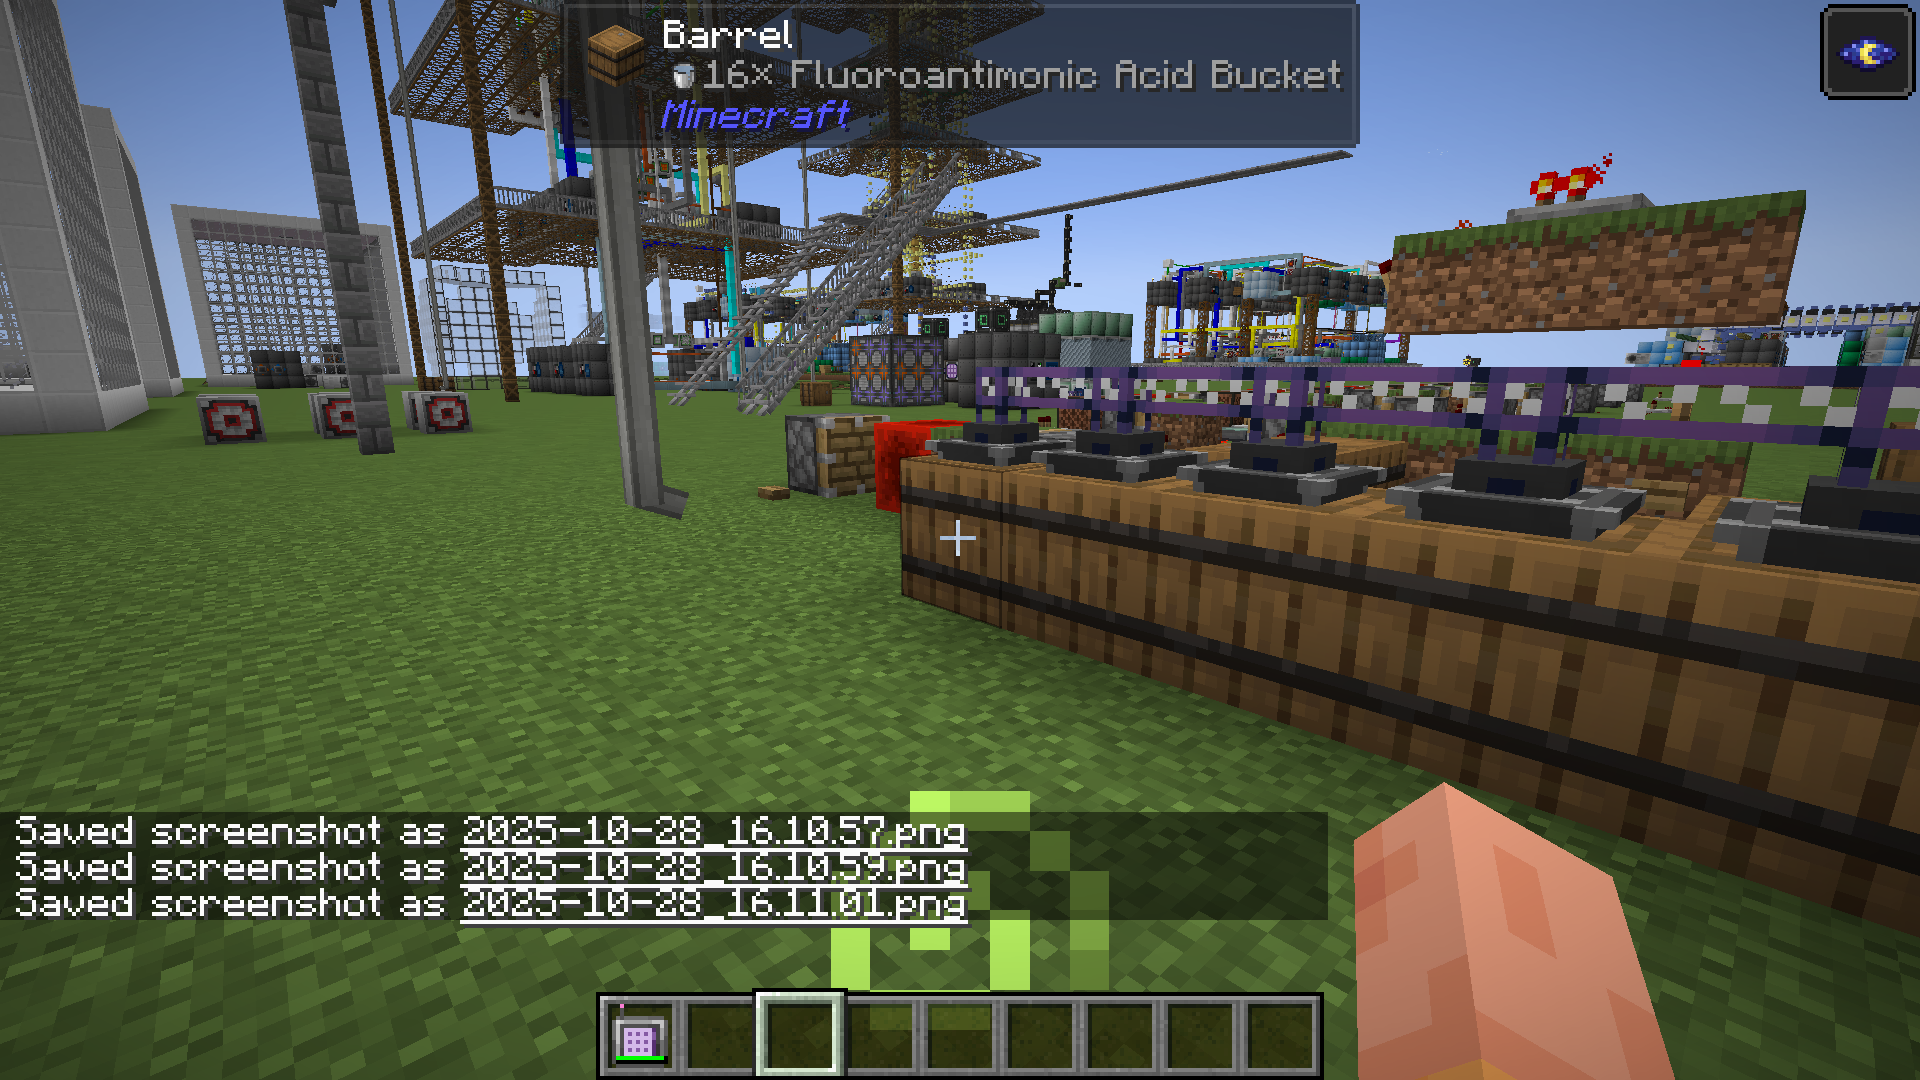 Barrel
16x Fluoroantimonic Acid Bucket
Minecraft
Saved screenshot as 2025-10-28_16.10.57.png
Saved screenshot as 2025-10-28_16.10.59.png
Saved screenshot as 2025-10-28_16.11.01.png